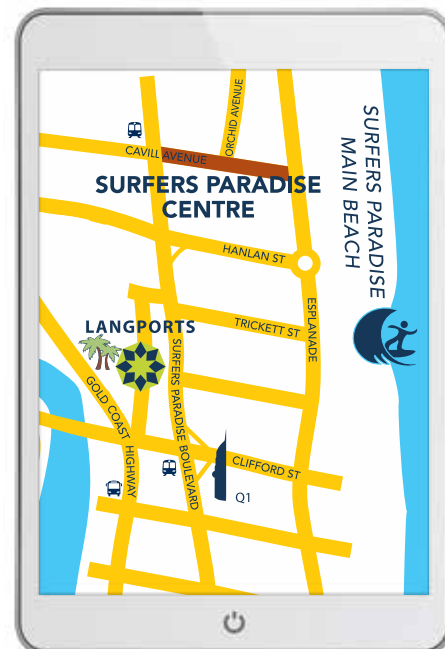 ORCHID AVENUE
CAVILL AVENUE
SURFERS PARADISE
MAIN BEACH
SURFERS PARADISE
CENTRE
HANLAN ST
ESPLANADE
TRICKETT ST
LANGPORTS
SURFERS PARADISE BOULEVARD
GOLD COAST
HIGHWAY
CLIFFORD ST
Q1